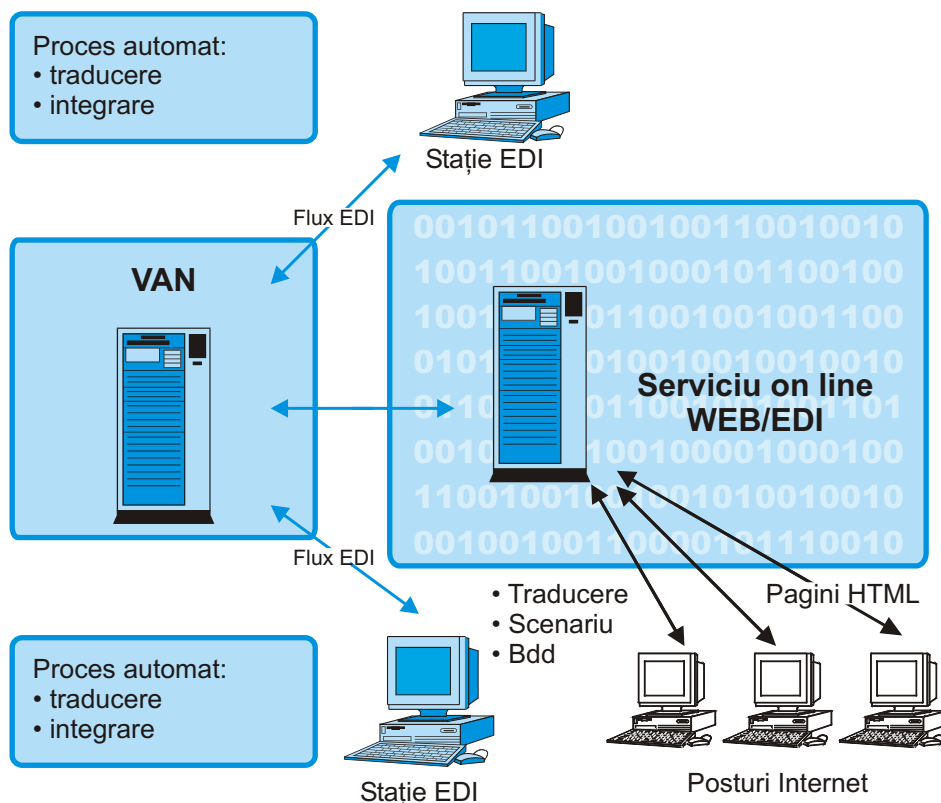 Proces automat:
• traducere
• integrare
Stație EDI
Flux EDI
VAN
00101100100100110010010
10011001001000101100100
Serviciu on line
WEB/EDI
Flux EDI
• Traducere
• Scenariu
• Bdd
Pagini HTML
Proces automat:
• traducere
• integrare
Stație EDI
Posturi Internet